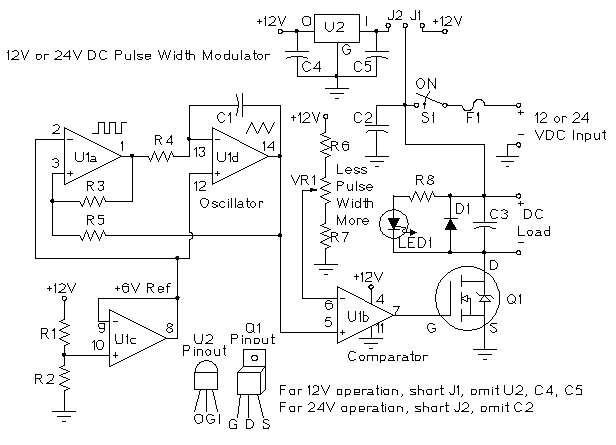 J2 J1
+12V O U2 I +12V
G
C4 C5
12V or 24V DC Pulse Width Modulator
ON
S1 F1
+ 12 or 24
- VDC Input
C2
C1
+12V
R6
2 - 1 R4
U1a
3 +
13 - 14
U1d
12 +
Oscillator
R3
R5
VR1
Less
Pulse
Width
More
R7
R8
D1
C3
LED1
+ DC
Load
-
+12V
+6V Ref
+12V
R1
R2
9 - 8
U1c
10 +
6 - 4 7
U1b
5 + 11
Comparator
D
Q1
G S
U2
Pinout
OGI
Q1
Pinout
G D S
For 12V operation, short J1, omit U2, C4, C5
For 24V operation, short J2, omit C2